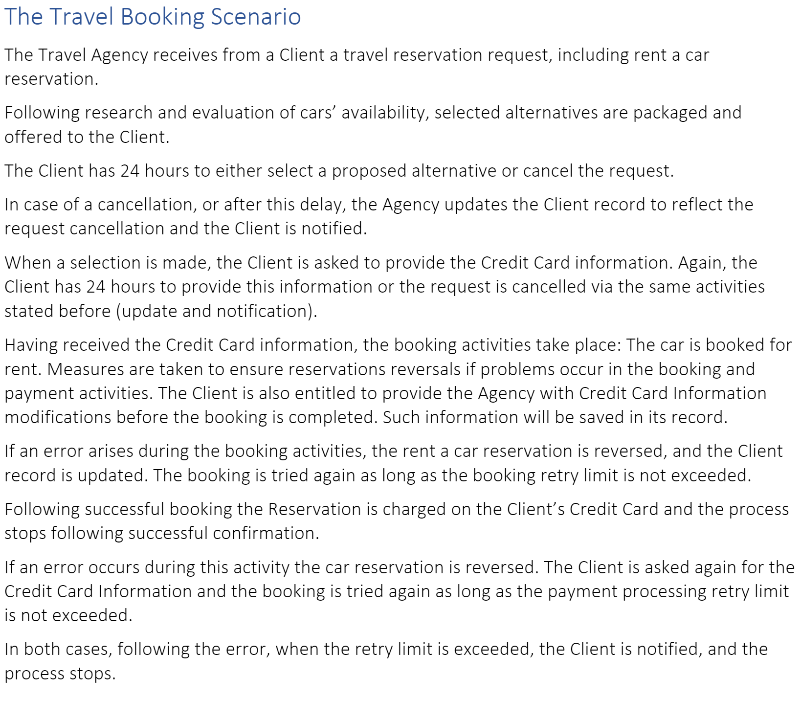 The Travel Booking Scenario
The Travel Agency receives from a Client a travel reservation request, including rent a car
reservation.
Following research and evaluation of cars’ availability, selected alternatives are packaged and
offered to the Client.
The Client has 24 hours to either select a proposed alternative or cancel the request.
In case of a cancellation, or after this delay, the Agency updates the Client record to reflect the
request cancellation and the Client is notified.
When a selection is made, the Client is asked to provide the Credit Card information. Again, the
Client has 24 hours to provide this information or the request is cancelled via the same activities
stated before (update and notification).
Having received the Credit Card information, the booking activities take place: The car is booked for
rent. Measures are taken to ensure reservations reversals if problems occur in the booking and
payment activities. The Client is also entitled to provide the Agency with Credit Card Information
modifications before the booking is completed. Such information will be saved in its record.
If an error arises during the booking activities, the rent a car reservation is reversed, and the Client
record is updated. The booking is tried again as long as the booking retry limit is not exceeded.
Following successful booking the Reservation is charged on the Client’s Credit Card and the process
stops following successful confirmation.
If an error occurs during this activity the car reservation is reversed. The Client is asked again for the
Credit Card Information and the booking is tried again as long as the payment processing retry limit
is not exceeded.
In both cases, following the error, when the retry limit is exceeded, the Client is notified, and the
process stops.